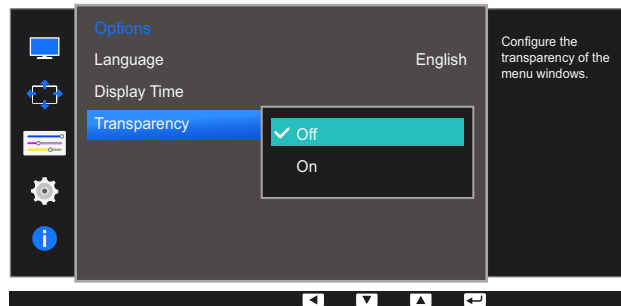 Options
Language English
Display Time
Transparency
Off
On
Configure the
transparency of the
menu windows.